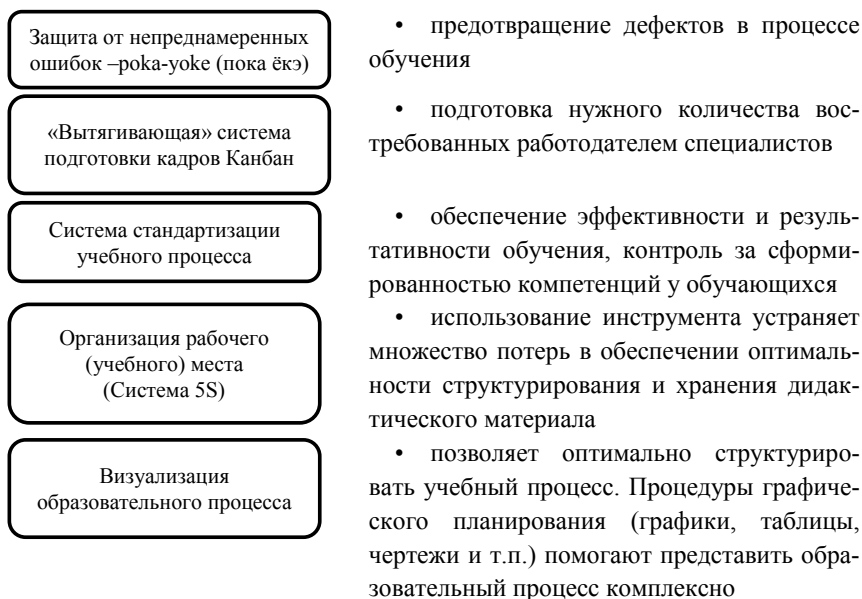 Защита от непреднамеренных
ошибок –poka-yoke (пока ёкэ)
• предотвращение дефектов в процессе
обучения
«Вытягивающая» система
подготовки кадров Канбан
• подготовка нужного количества вос-
требованных работодателем специалистов
Система стандартизации
учебного процесса
• обеспечение эффективности и резуль-
тативности обучения, контроль за сформи-
рованностью компетенций у обучающихся
Организация рабочего
(учебного) места
(Система 5S)
• использование инструмента устраняет
множество потерь в обеспечении оптималь-
ности структурирования и хранения дидак-
тического материала
Визуализация
образовательного процесса
• позволяет оптимально структуриро-
вать учебный процесс. Процедуры графиче-
ского планирования (графики, таблицы,
чертежи и т.п.) помогают представить обра-
зовательный процесс комплексно